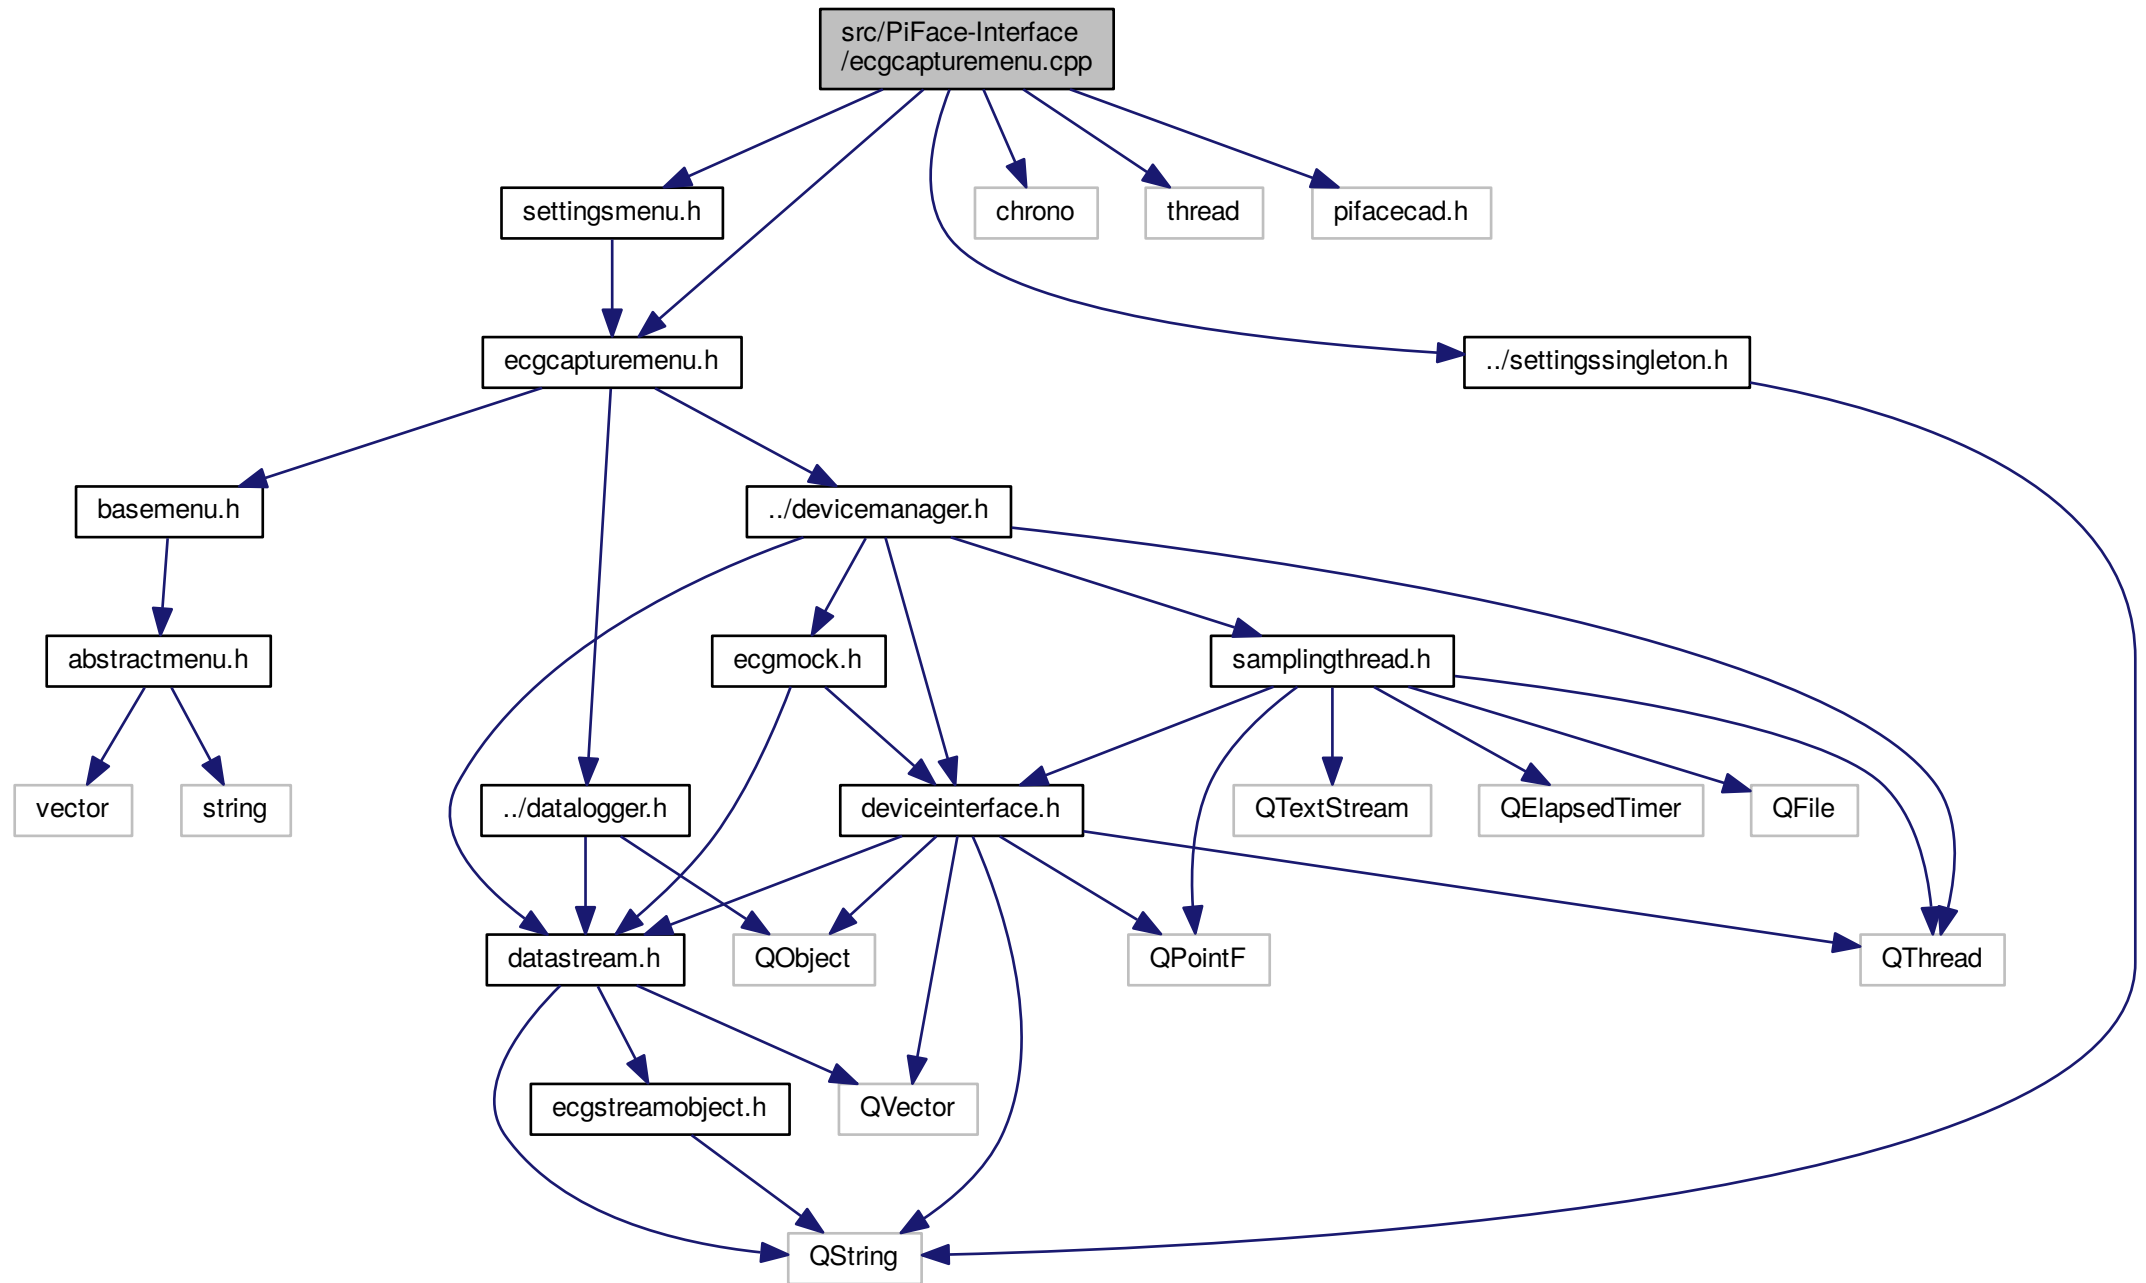 src/PiFace-Interface
/ecgcapturemenu.cpp
settingsmenu.h
chrono
thread
pifacecad.h
ecgcapturemenu.h
../settingssingleton.h
basemenu.h
../devicemanager.h
abstractmenu.h
ecgmock.h
samplingthread.h
vector
string
../datalogger.h
deviceinterface.h
QTextStream
QElapsedTimer
QFile
datastream.h
QObject
QPointF
QThread
ecgstreamobject.h
QVector
QString